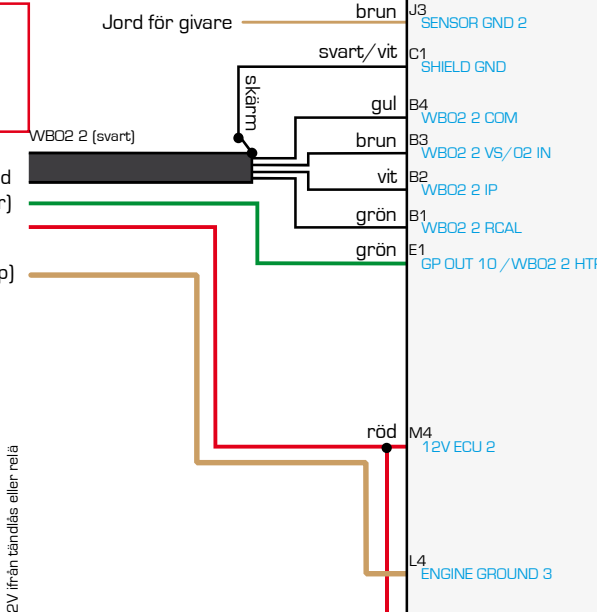 brun J3
Jord för givare SENSOR GND 2
svart/vit C1
SHIELD GND
skärm
gul B4
WBO2 2 COM
WBO2 2 (svart)
brun B3
WBO2 2 VS/O2 IN
vit B2
d
WBO2 2 IP
r)
grön B1
WBO2 2 RCAL
grön E1
GP OUT 10 / WBO2 2 HTR
p)
röd M4
12V ECU 2
2V ifrån tändlås eller relä
L4
ENGINE GROUND 3